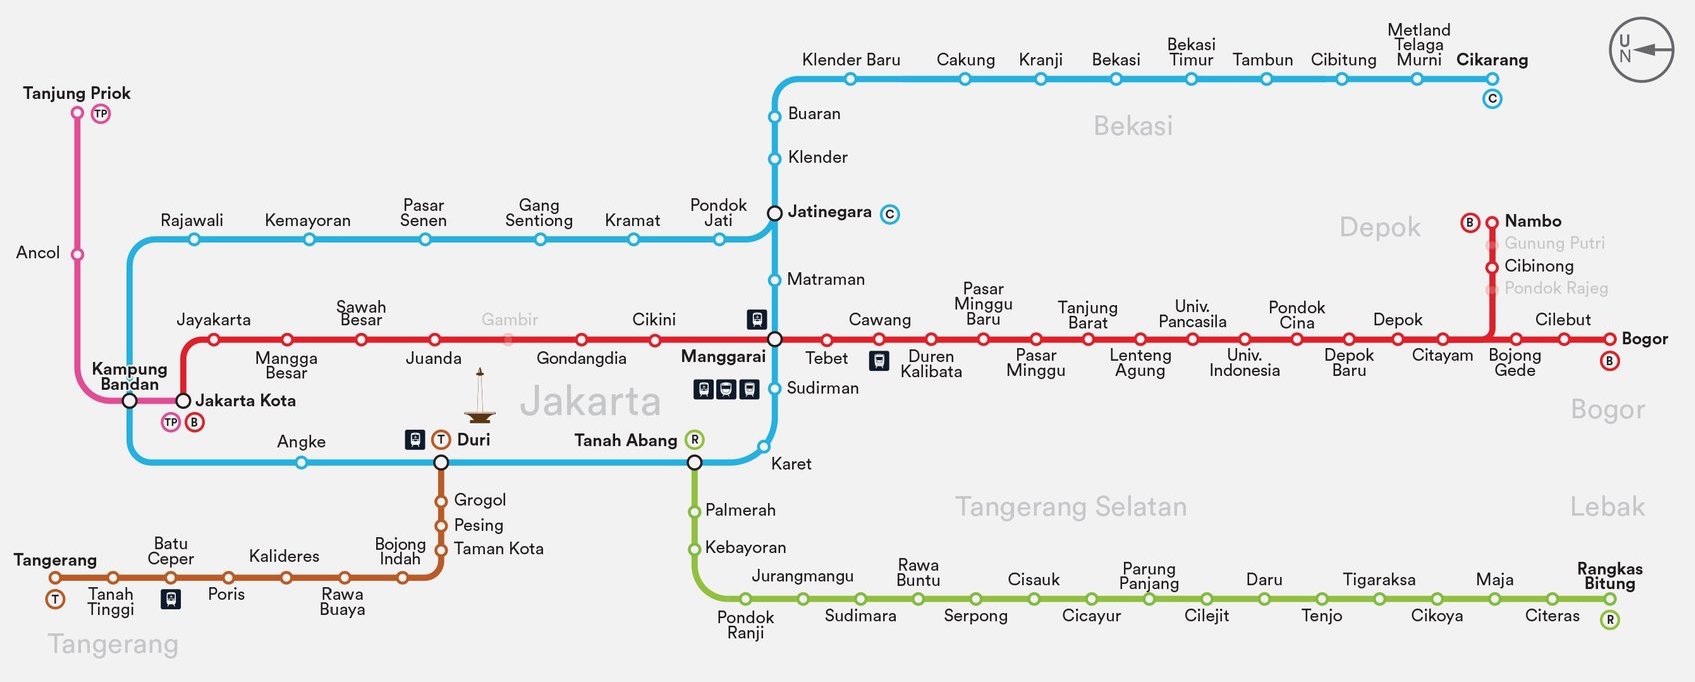 Metland
Telaga
Murni
Bekasi
Timur
Klender Baru
Cakung
Kranji
Bekasi
Tambun
Cibitung
Cikarang
C
U
N
Tanjung Priok
TP
Buaran
Bekasi
Klender
Rajawali
Kemayoran
Pasar
Senen
Gang
Sentiong
Kramat
Pondok
Jati
Jatinegara
C
Depok
B
Nambo
Gunung Putri
Cibinong
Pondok Rajeg
Ancol
Matraman
Jayakarta
Sawah
Besar
Gambir
Cikini
Cawang
Pasar
Minggu
Baru
Tanjung
Barat
Univ.
Pancasila
Pondok
Cina
Depok
Cilebut
Bogor
B
Mangga
Besar
Juanda
Gondangdia
Manggarai
Tebet
Duren
Kalibata
Pasar
Minggu
Lenteng
Agung
Univ.
Indonesia
Depok
Baru
Citayam
Bojong
Gede
Kampung
Bandan
Jakarta Kota
TP
B
Jakarta
Sudirman
Bogor
Angke
T
Duri
Tanah Abang
R
Karet
Grogol
Pesing
Taman Kota
Palmerah
Kebayoran
Tangerang Selatan
Lebak
Tangerang
T
Batu
Ceper
Kalideres
Bojong
Indah
Tanah
Tinggi
Poris
Rawa
Buaya
Tangerang
Jurangmangu
Rawa
Buntu
Cisauk
Parung
Panjang
Daru
Tigaraksa
Maja
Rangkas
Bitung
R
Pondok
Ranji
Sudimara
Serpong
Cicayur
Cilejit
Tenjo
Cikoya
Citeras